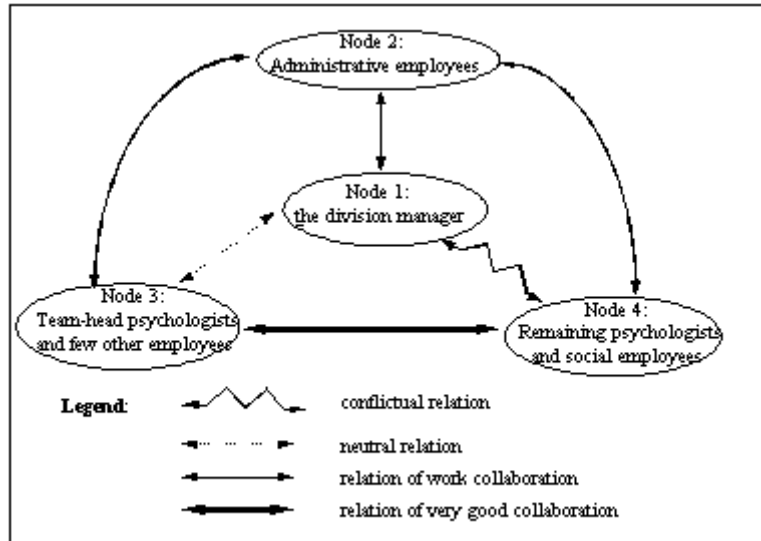 Node 2:
Administrative employees
Node 1:
the division manager
Node 3:
Team-head psychologists
and few other employees
Node 4:
Remaining psychologists
and social employees
Legend:
conflictual relation
neutral relation
relation of work collaboration
relation of very good collaboration